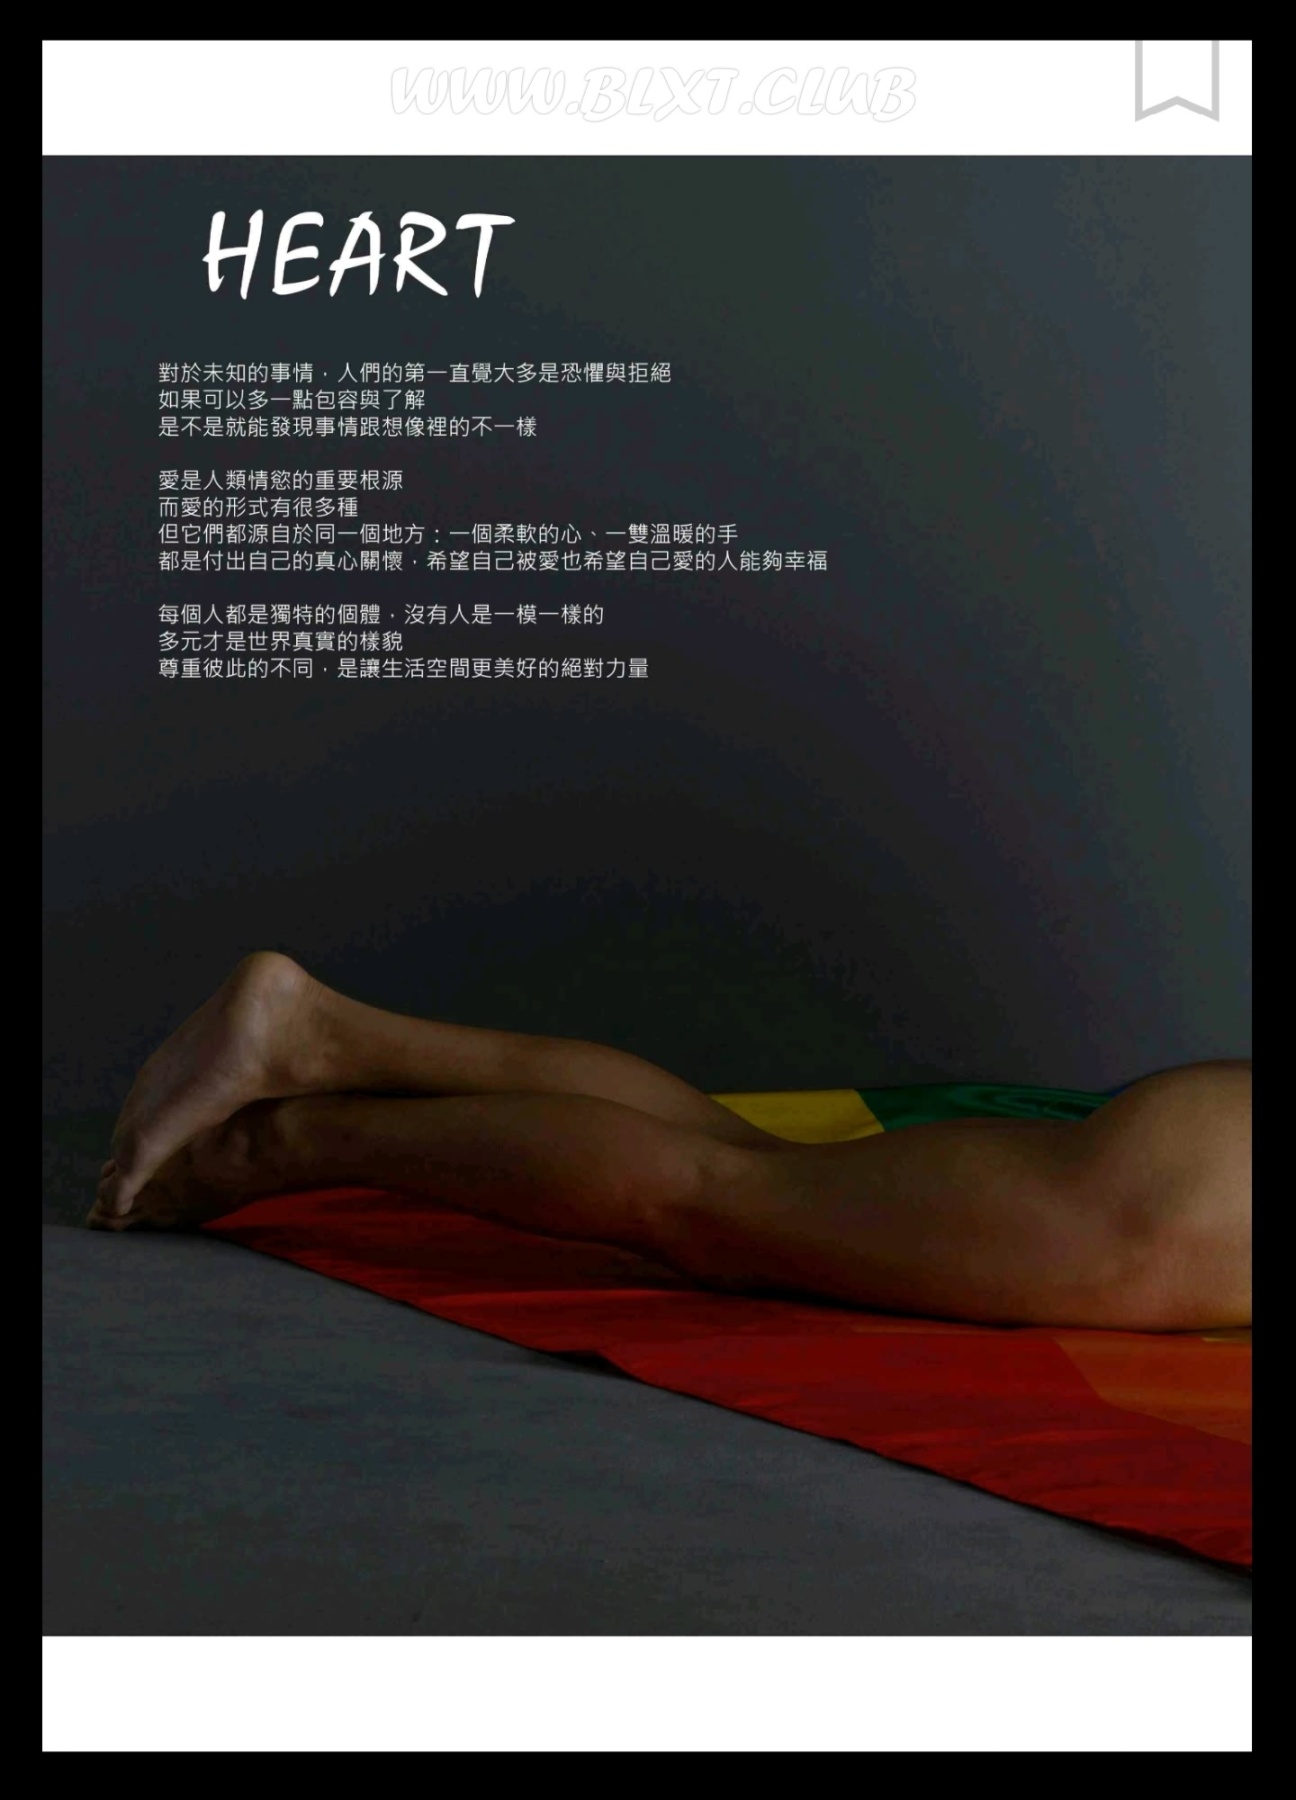 WWW.BLXT.CLUB
HEART
對於未知的事情，人們的第一直覺大多是恐懼與拒絕
如果可以多一點包容與了解
是不是就能發現事情跟想像裡的不一樣
愛是人類情慾的重要根源
而愛的形式有很多種
但它們都源自於同一個地方：一個柔軟的心、一雙溫暖的手
都是付出自己的真心關懷，希望自己被愛也希望自己愛的人能夠幸福
每個人都是獨特的個體，沒有人是一模一樣的
多元才是世界真實的樣貌
尊重彼此的不同，是讓生活空間更美好的絕對力量